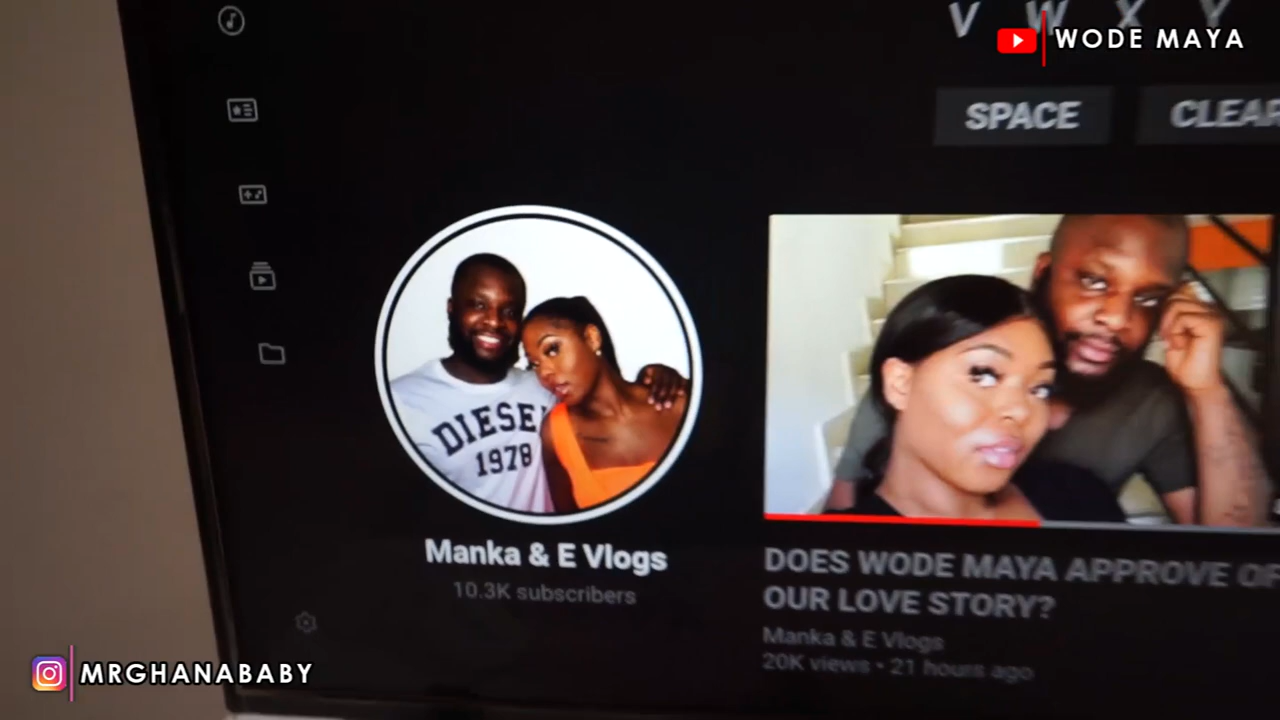 V W X Y
WODE MAYA
SPACE CLEAR
DIESEL
1978
Manka & E Vlogs
10.3K subscribers
DOES WODE MAYA APPROVE OF
OUR LOVE STORY?
Manka & E Vlogs
20K views • 21 hours ago
MRGHANABABY